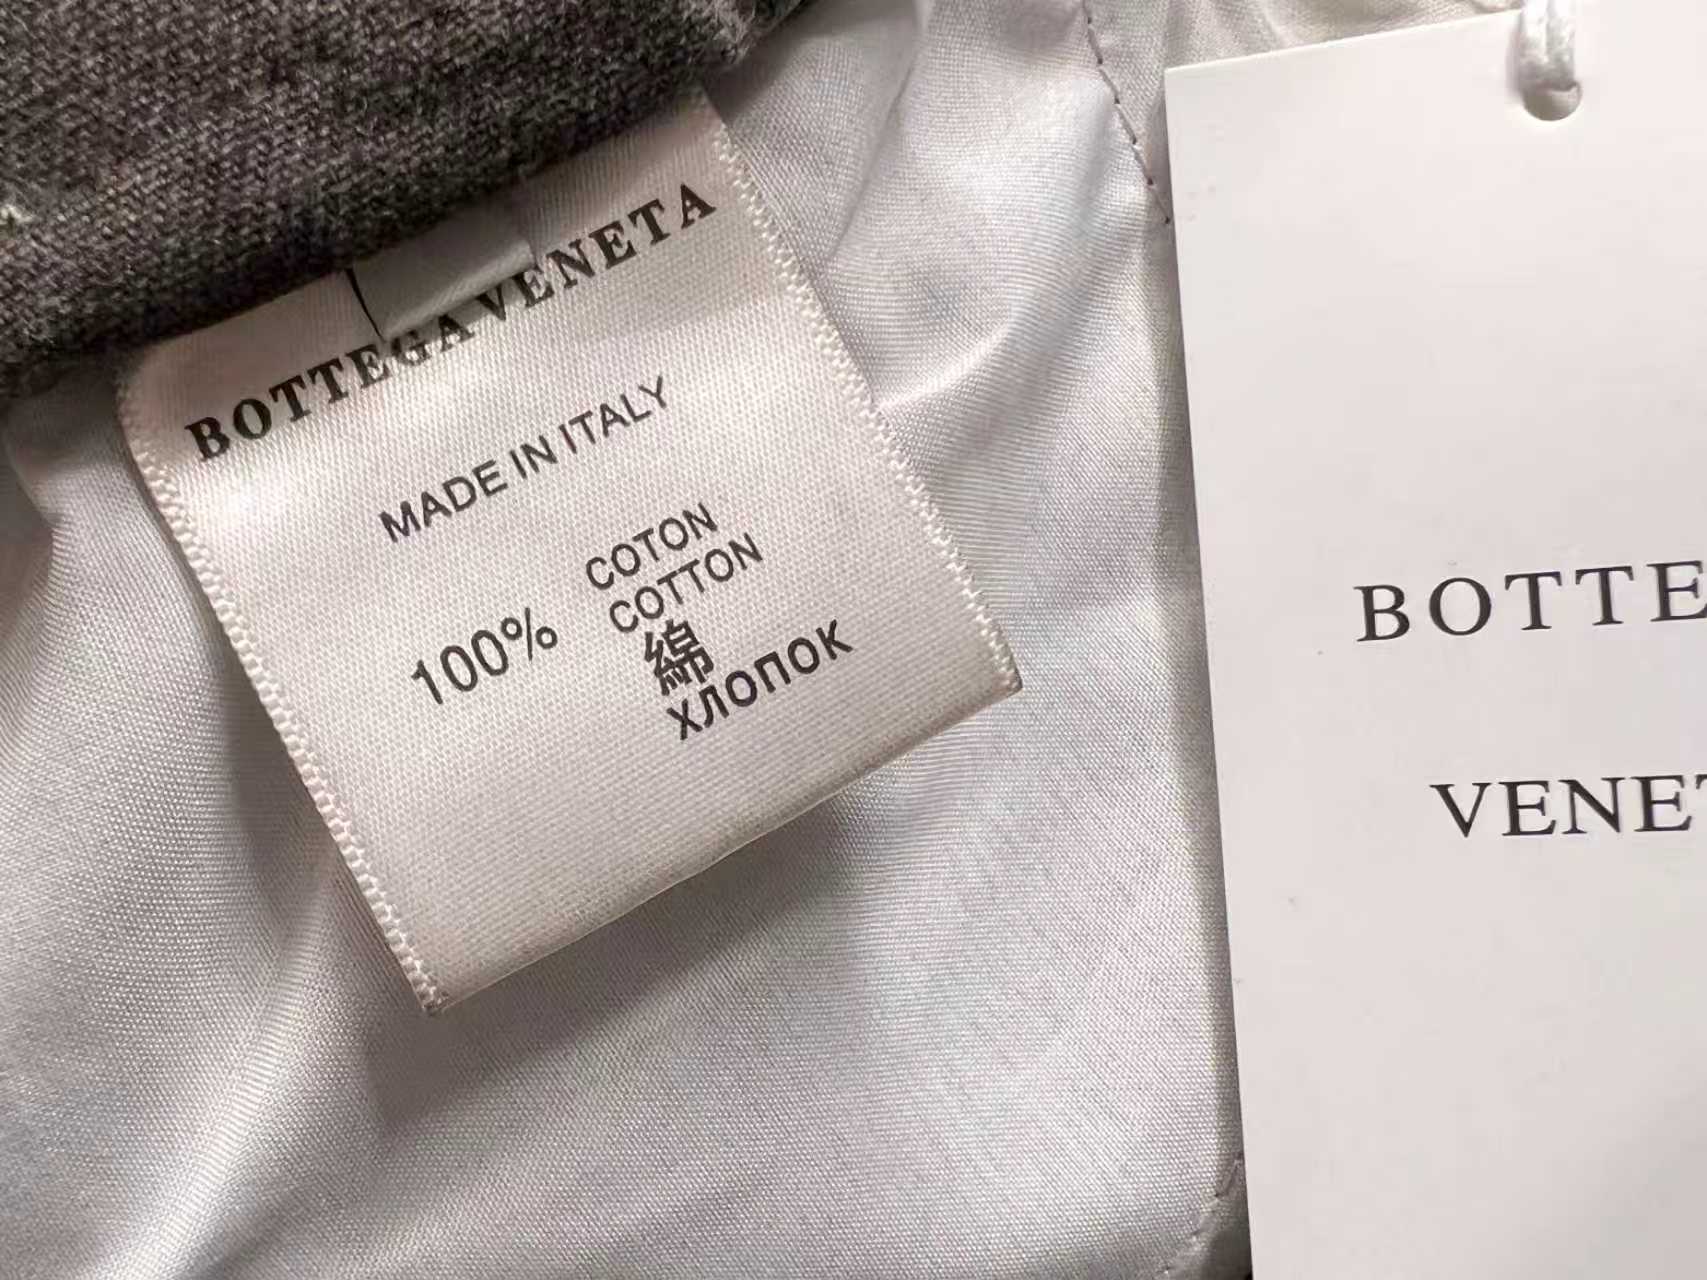 BOTTEGA VENETA
MADE IN ITALY
100%
COTON
COTTON
綿
ХЛОПОК
BOTTE
VENET